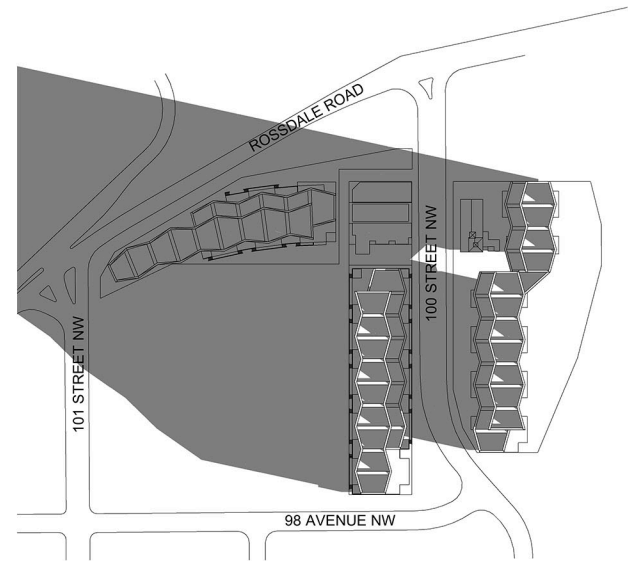 ROSSDALE ROAD
100 STREET NW
101 STREET NW
98 AVENUE NW